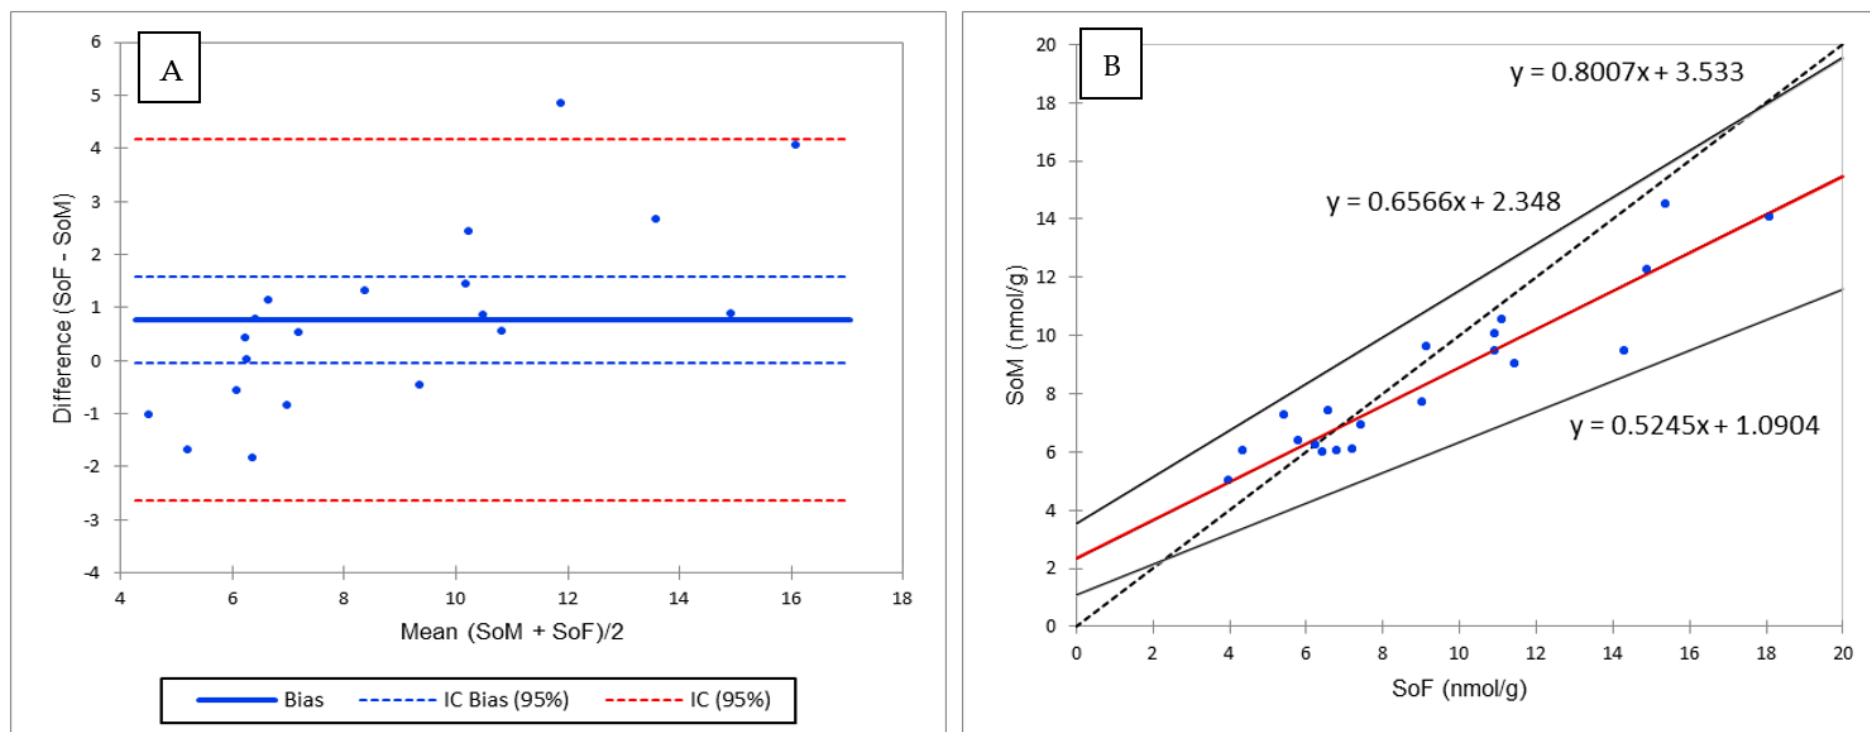 A
6
5
4
3
2
1
0
-1
-2
-3
-4
Difference (SoF - SoM)
4 6 8 10 12 14 16 18
Mean (SoM + SoF)/2
Bias IC Bias (95%) IC (95%)
B
20
18
16
14
12
10
8
6
4
2
0
SoM (nmol/g)
y = 0.8007x + 3.533
y = 0.6566x + 2.348
y = 0.5245x + 1.0904
0 2 4 6 8 10 12 14 16 18 20
SoF (nmol/g)